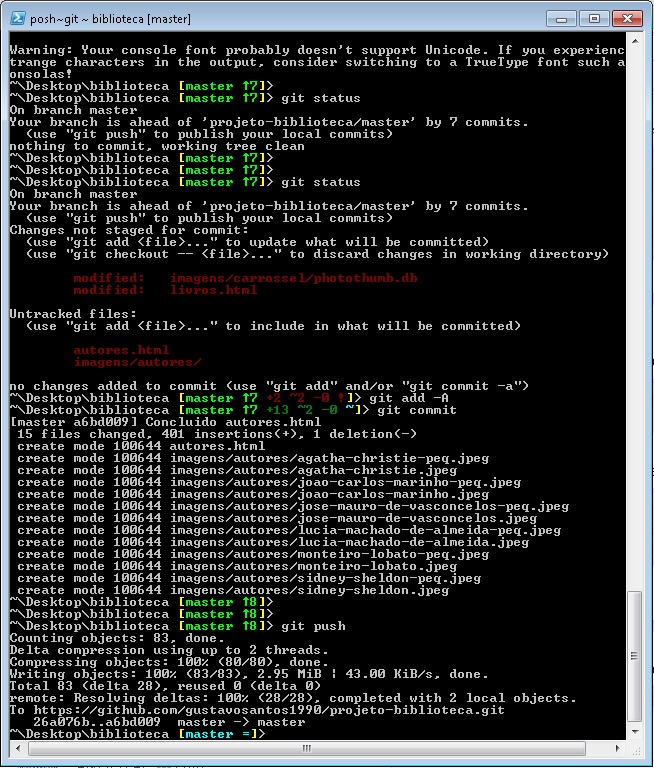 posh~git ~ biblioteca [master]
Warning: Your console font probably doesn't support Unicode. If you experienc
trange characters in the output, consider switching to a TrueType font such a
onsolas!
~\Desktop\biblioteca [master ↑7]>
~\Desktop\biblioteca [master ↑7]> git status
On branch master
Your branch is ahead of 'projeto-biblioteca/master' by 7 commits.
  (use "git push" to publish your local commits)
nothing to commit, working tree clean
~\Desktop\biblioteca [master ↑7]>
~\Desktop\biblioteca [master ↑7]>
~\Desktop\biblioteca [master ↑7]> git status
On branch master
Your branch is ahead of 'projeto-biblioteca/master' by 7 commits.
  (use "git push" to publish your local commits)
Changes not staged for commit:
  (use "git add <file>..." to update what will be committed)
  (use "git checkout -- <file>..." to discard changes in working directory)
        modified:   imagens/carrossel/photothumb.db
        modified:   livros.html
Untracked files:
  (use "git add <file>..." to include in what will be committed)
        autores.html
        imagens/autores/
no changes added to commit (use "git add" and/or "git commit -a")
~\Desktop\biblioteca [master ↑7 +2 ~2 -0 !]> git add -A
~\Desktop\biblioteca [master ↑7 +13 ~2 -0 ~]> git commit
[master a6bd009] Concluido autores.html
 15 files changed, 401 insertions(+), 1 deletion(-)
 create mode 100644 autores.html
 create mode 100644 imagens/autores/agatha-christie-peq.jpeg
 create mode 100644 imagens/autores/agatha-christie.jpeg
 create mode 100644 imagens/autores/joao-carlos-marinho-peq.jpeg
 create mode 100644 imagens/autores/joao-carlos-marinho.jpeg
 create mode 100644 imagens/autores/jose-mauro-de-vasconcelos-peq.jpeg
 create mode 100644 imagens/autores/jose-mauro-de-vasconcelos.jpeg
 create mode 100644 imagens/autores/lucia-machado-de-almeida-peq.jpeg
 create mode 100644 imagens/autores/lucia-machado-de-almeida.jpeg
 create mode 100644 imagens/autores/monteiro-lobato-peq.jpeg
 create mode 100644 imagens/autores/monteiro-lobato.jpeg
 create mode 100644 imagens/autores/sidney-sheldon-peq.jpeg
 create mode 100644 imagens/autores/sidney-sheldon.jpeg
~\Desktop\biblioteca [master ↑8]>
~\Desktop\biblioteca [master ↑8]>
~\Desktop\biblioteca [master ↑8]> git push
Counting objects: 83, done.
Delta compression using up to 2 threads.
Compressing objects: 100% (80/80), done.
Writing objects: 100% (83/83), 2.95 MiB | 43.00 KiB/s, done.
Total 83 (delta 28), reused 0 (delta 0)
remote: Resolving deltas: 100% (28/28), completed with 2 local objects.
To https://github.com/gustavosantos1990/projeto-biblioteca.git
   26a076b..a6bd009  master -> master
~\Desktop\biblioteca [master =]>